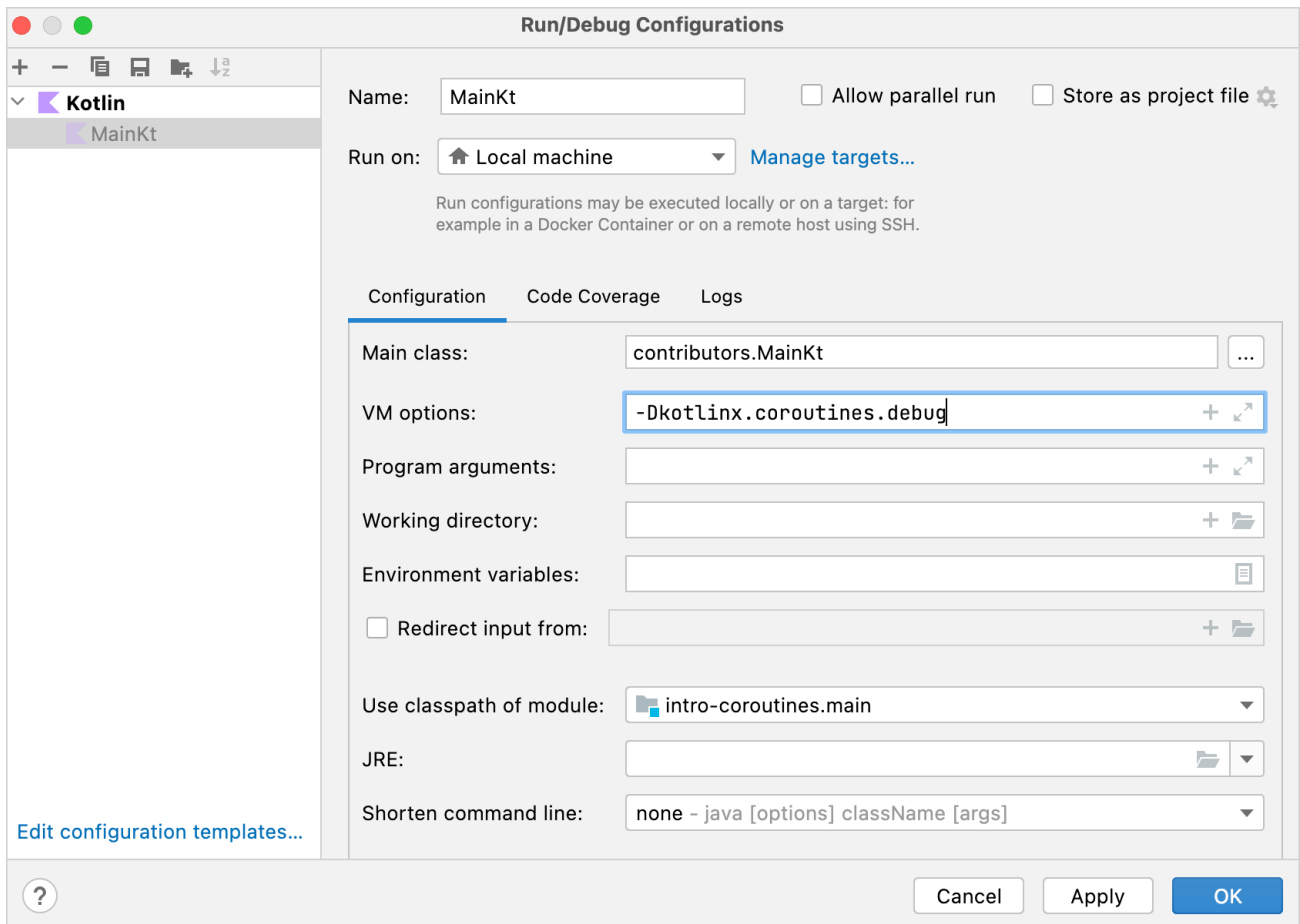 Run/Debug Configurations
Kotlin
MainKt
Edit configuration templates...
Name: MainKt Allow parallel run Store as project file
Run on: Local machine Manage targets...
Run configurations may be executed locally or on a target: for
example in a Docker Container or on a remote host using SSH.
Configuration Code Coverage Logs
Main class: contributors.MainKt ...
VM options: -Dkotlinx.coroutines.debug
Program arguments:
Working directory:
Environment variables:
Redirect input from:
Use classpath of module: intro-coroutines.main
JRE:
Shorten command line: none - java [options] className [args]
? Cancel Apply OK